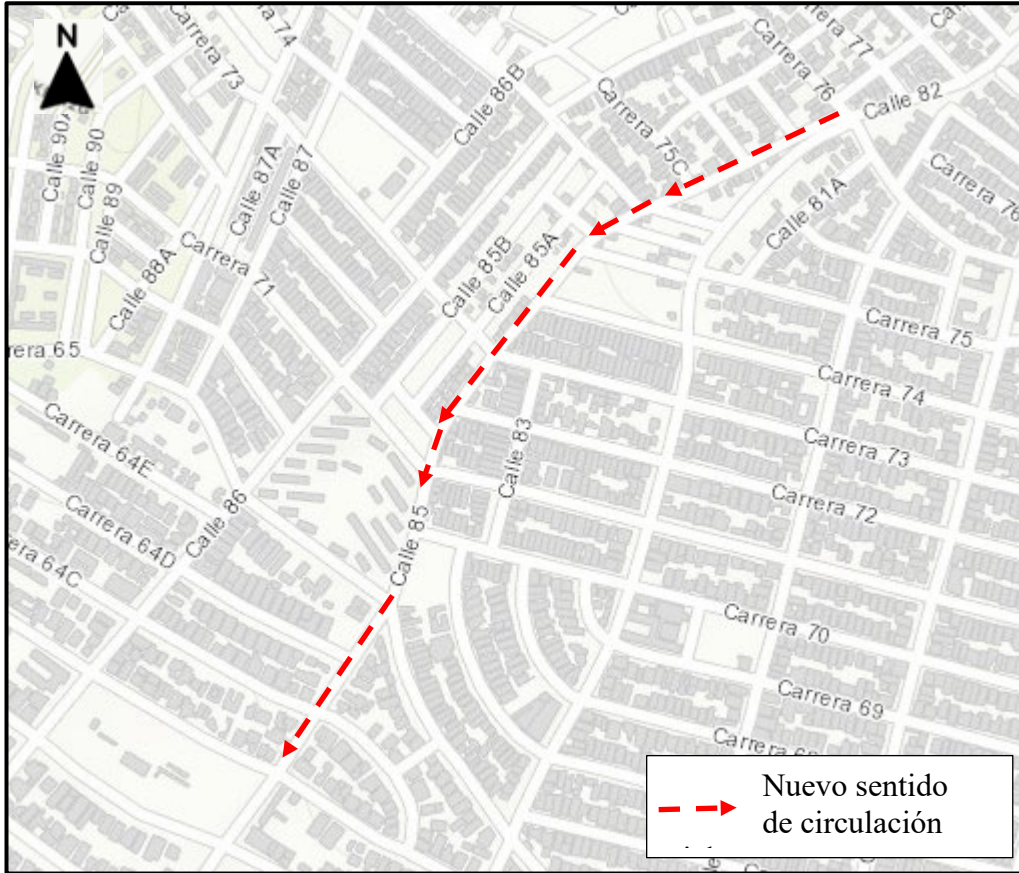 N
Carrera 74
Carrera 73
Carrera 77
Carrera 76
Calle 82
Calle 86B
Carrera 75C
Calle 90A
Calle 90
Calle 89
Calle 87A
Calle 87
Calle 88A
Carrera 71
Calle 85B
Calle 85A
Calle 81A
Carrera 76
Carrera 75
rrera 65
Carrera 74
Carrera 64E
Calle 83
Carrera 73
Carrera 72
Carrera 64D
Calle 86
Calle 85
rera 64C
Carrera 70
Carrera 69
Carrera
Nuevo sentido
de circulación